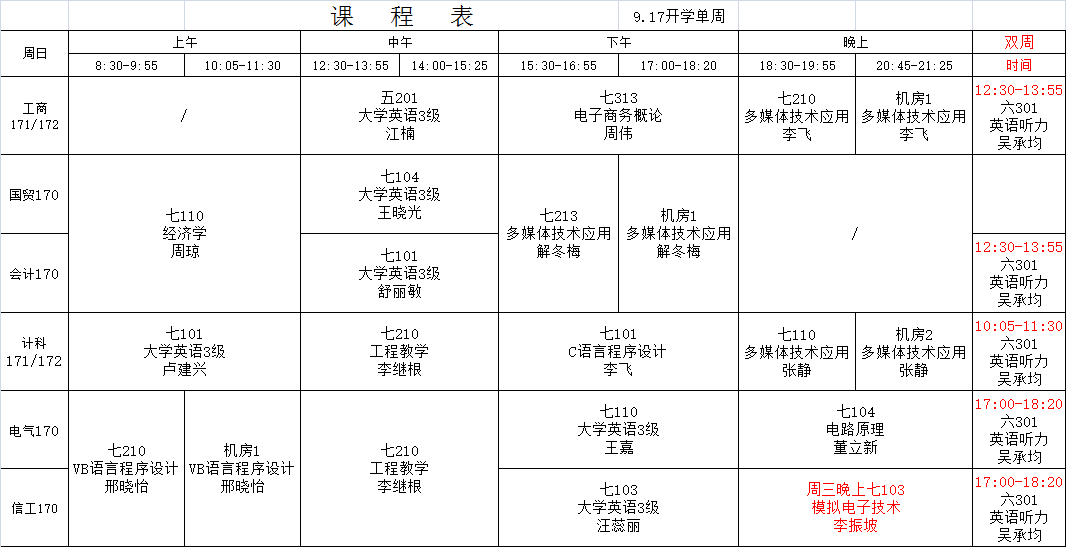 课 程 表
9.17开学单周
周日
上午
中午
下午
晚上
双周
8:30-9:55
10:05-11:30
12:30-13:55
14:00-15:25
15:30-16:55
17:00-18:20
18:30-19:55
20:45-21:25
时间
工商
171/172
/
五201
大学英语3级
江楠
七313
电子商务概论
周伟
七210
多媒体技术应用
李飞
机房1
多媒体技术应用
李飞
12:30-13:55
六301
英语听力
吴承均
国贸170
七110
经济学
周琼
七104
大学英语3级
王晓光
七213
多媒体技术应用
解冬梅
机房1
多媒体技术应用
解冬梅
/
会计170
七101
大学英语3级
舒丽敏
12:30-13:55
六301
英语听力
吴承均
计科
171/172
七101
大学英语3级
卢建兴
七210
工程教学
李继根
七101
C语言程序设计
李飞
七110
多媒体技术应用
张静
机房2
多媒体技术应用
张静
10:05-11:30
六301
英语听力
吴承均
电气170
七210
VB语言程序设计
邢晓怡
机房1
VB语言程序设计
邢晓怡
七210
工程教学
李继根
七110
大学英语3级
王嘉
七104
电路原理
董立新
17:00-18:20
六301
英语听力
吴承均
信工170
七103
大学英语3级
汪蕊丽
周三晚上七103
模拟电子技术
李振坡
17:00-18:20
六301
英语听力
吴承均